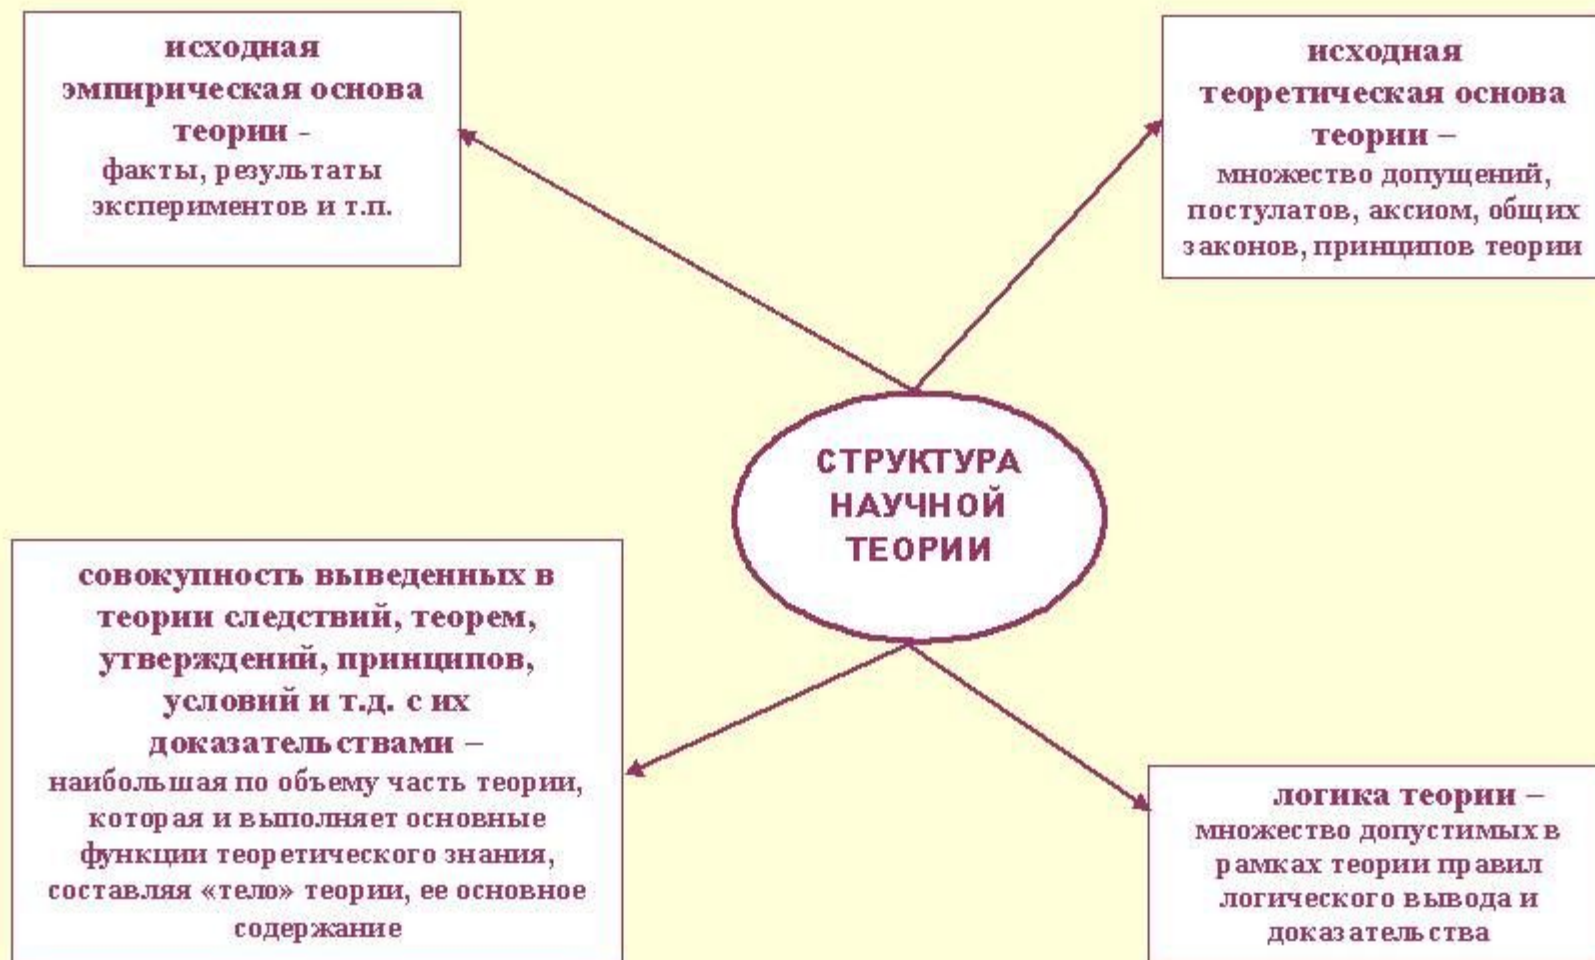 исходная
эмпирическая основа
теории -
факты, результаты
экспериментов и т.п.
исходная
теоретическая основа
теории –
множество допущений,
постулатов, аксиом, общих
законов, принципов теории
СТРУКТУРА
НАУЧНОЙ
ТЕОРИИ
совокупность выведенных в
теории следствий, теорем,
утверждений, принципов,
условий и т.д. с их
доказательствами –
наибольшая по объему часть теории,
которая и выполняет основные
функции теоретического знания,
составляя «тело» теории, ее основное
содержание
логика теории –
множество допустимых в
рамках теории правил
логического вывода и
доказательства